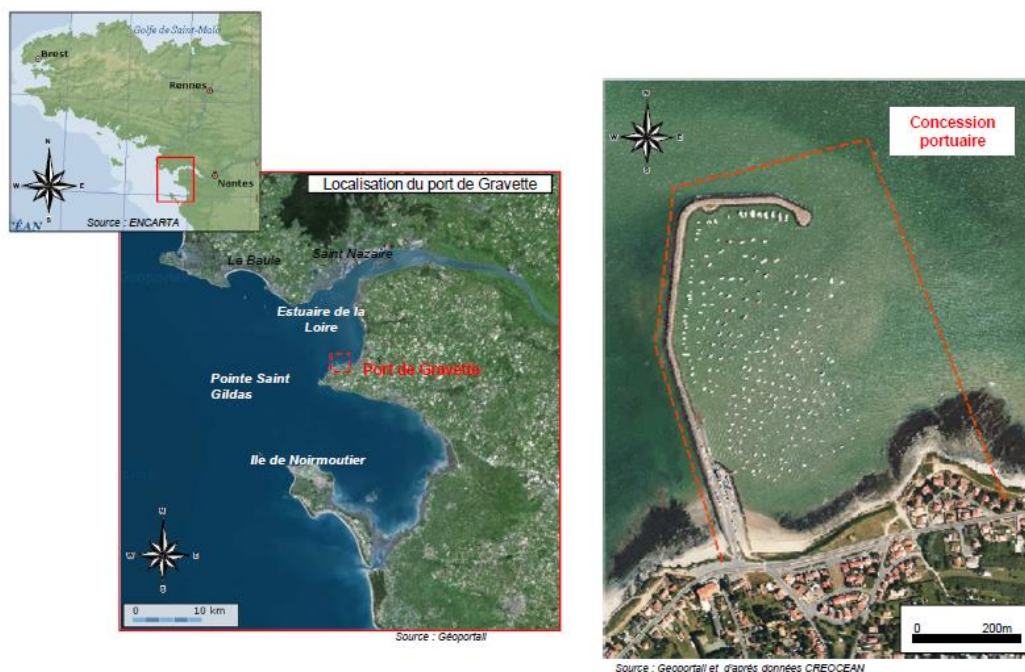 Golfe de Saint-Malo
Brest
Rennes
Nantes
N
W
E
S
ÉAN
Source : ENCARTA
Localisation du port de Gravette
La Baule
Saint Nazaire
Estuaire de la
Loire
Port de Gravette
Pointe Saint
Gildas
Ile de Noirmoutier
N
W
E
S
0
10 km
Source : Géoportail
N
W
E
S
Concession
portuaire
0
200m
Source : Geoportail et d'après données CREOCEAN